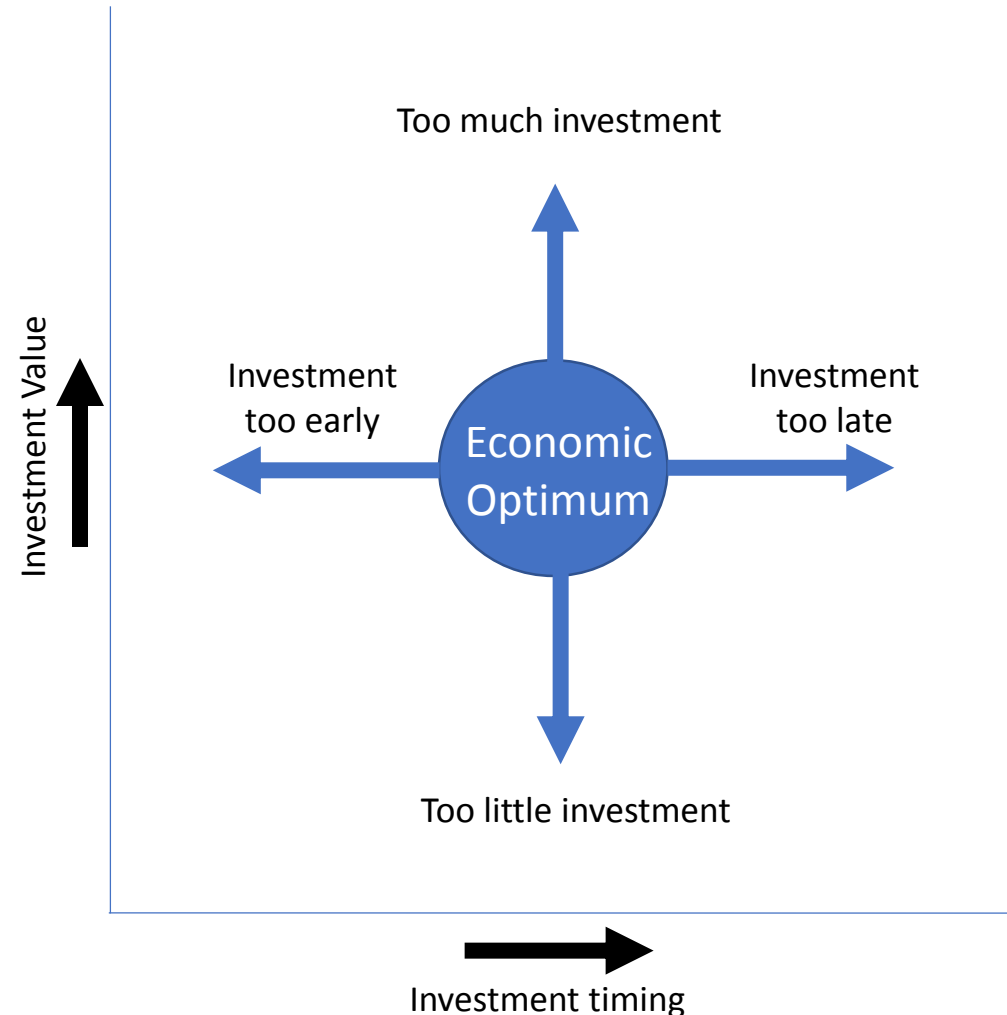 Too much investment
Investment Value
Investment
too early
Investment
too late
Economic
Optimum
Too little investment
Investment timing